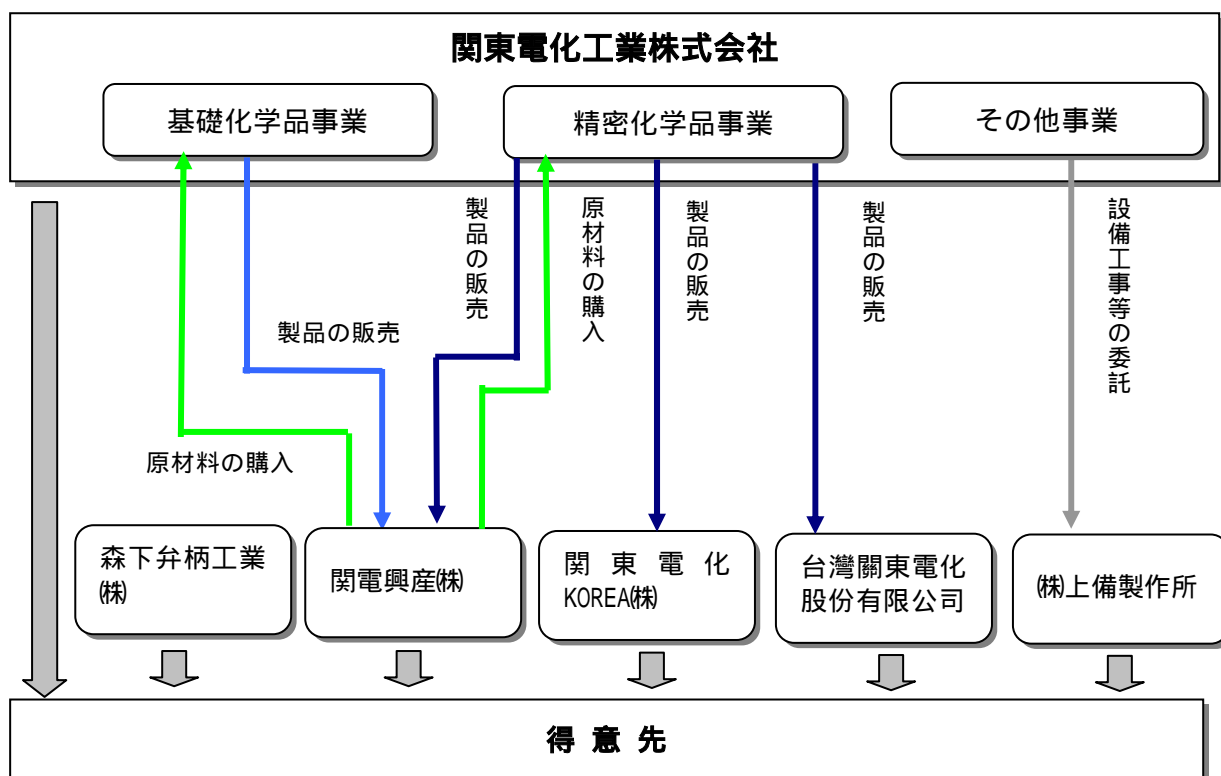 関東電化工業株式会社
基礎化学品事業
精密化学品事業
その他事業
製品の販売
原材料の購入
製品の販売
製品の販売
設備工事等の委託
製品の販売
原材料の購入
森下弁柄工業
㈱
関電興産㈱
関東電化
KOREA㈱
台灣關東電化
股份有限公司
㈱上備製作所
得意先